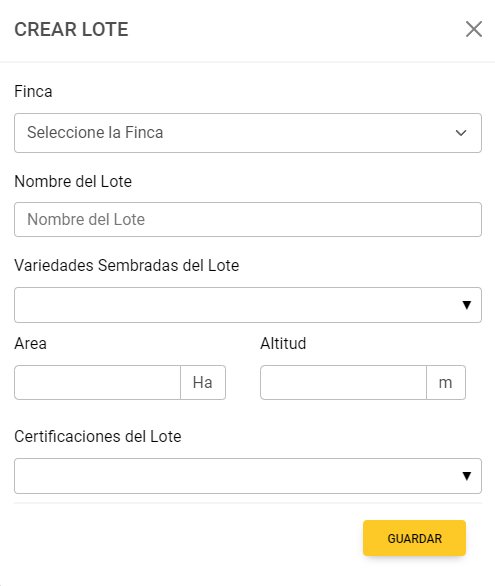 CREAR LOTE
Finca
Seleccione la Finca
Nombre del Lote
Nombre del Lote
Variedades Sembradas del Lote
Area Altitud
Ha m
Certificaciones del Lote
GUARDAR